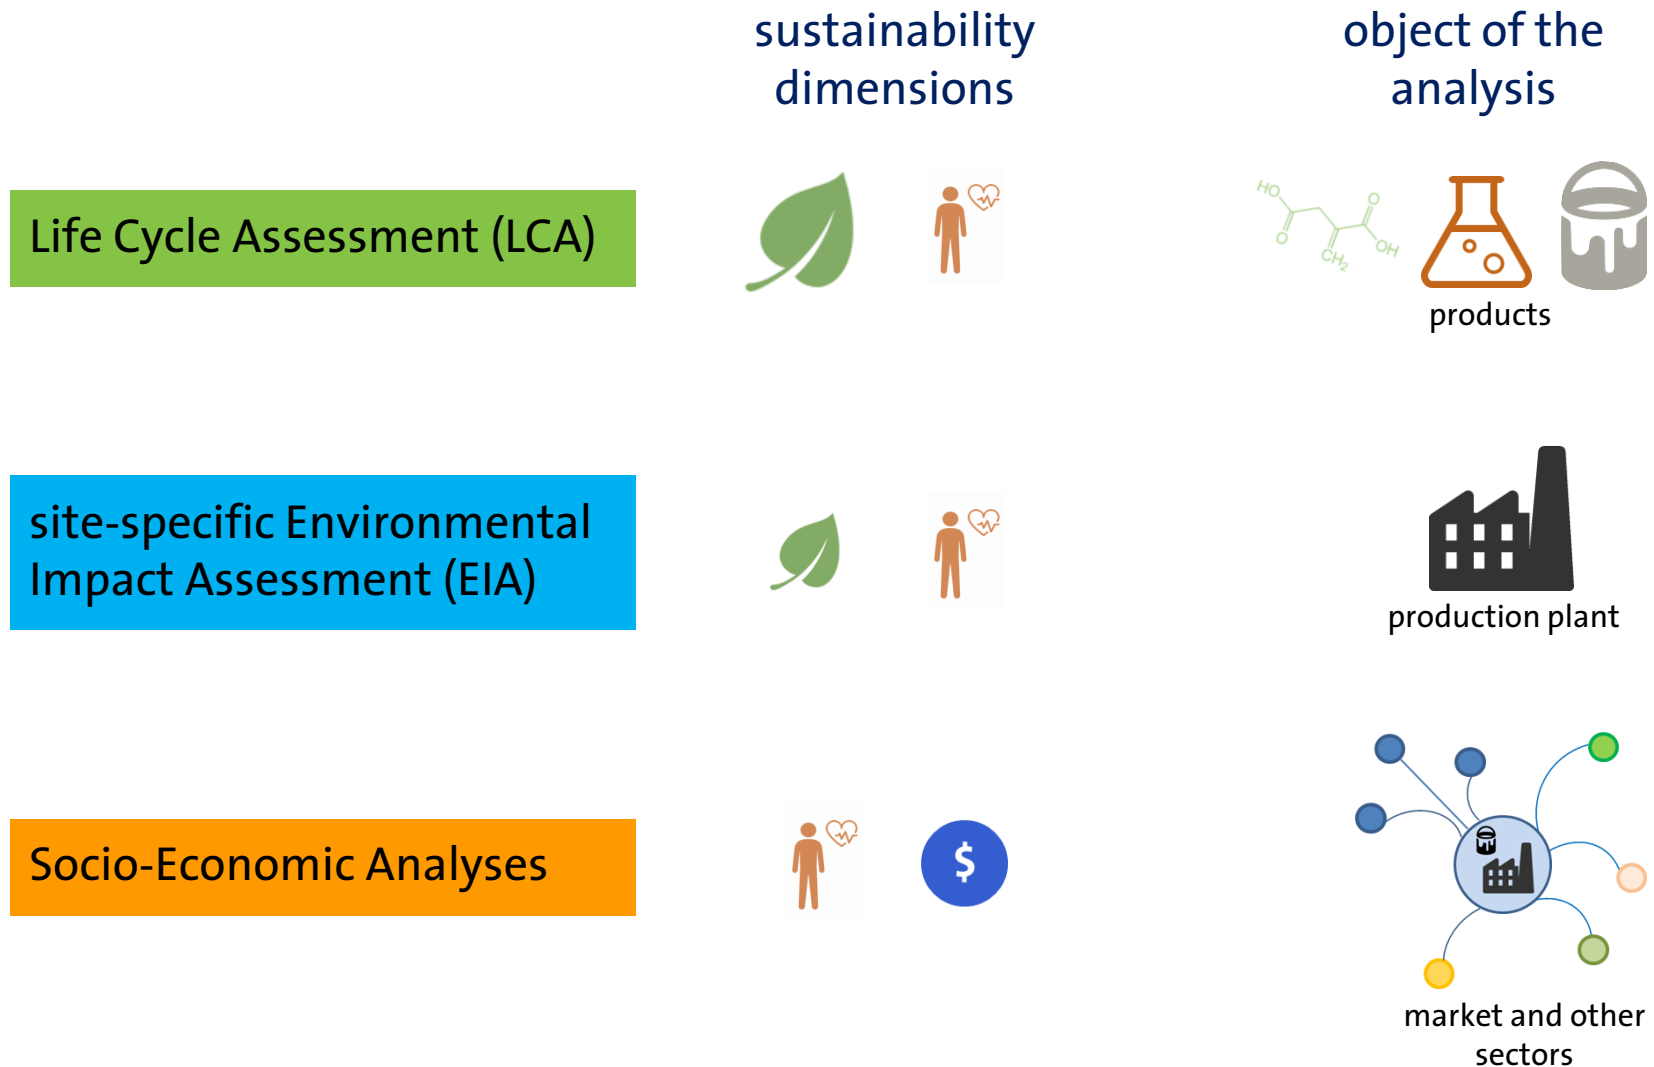 sustainability
dimensions
object of the
analysis
Life Cycle Assessment (LCA)
HO
O
O
OH
CH₂
products
site-specific Environmental
Impact Assessment (EIA)
production plant
Socio-Economic Analyses
$
market and other
sectors